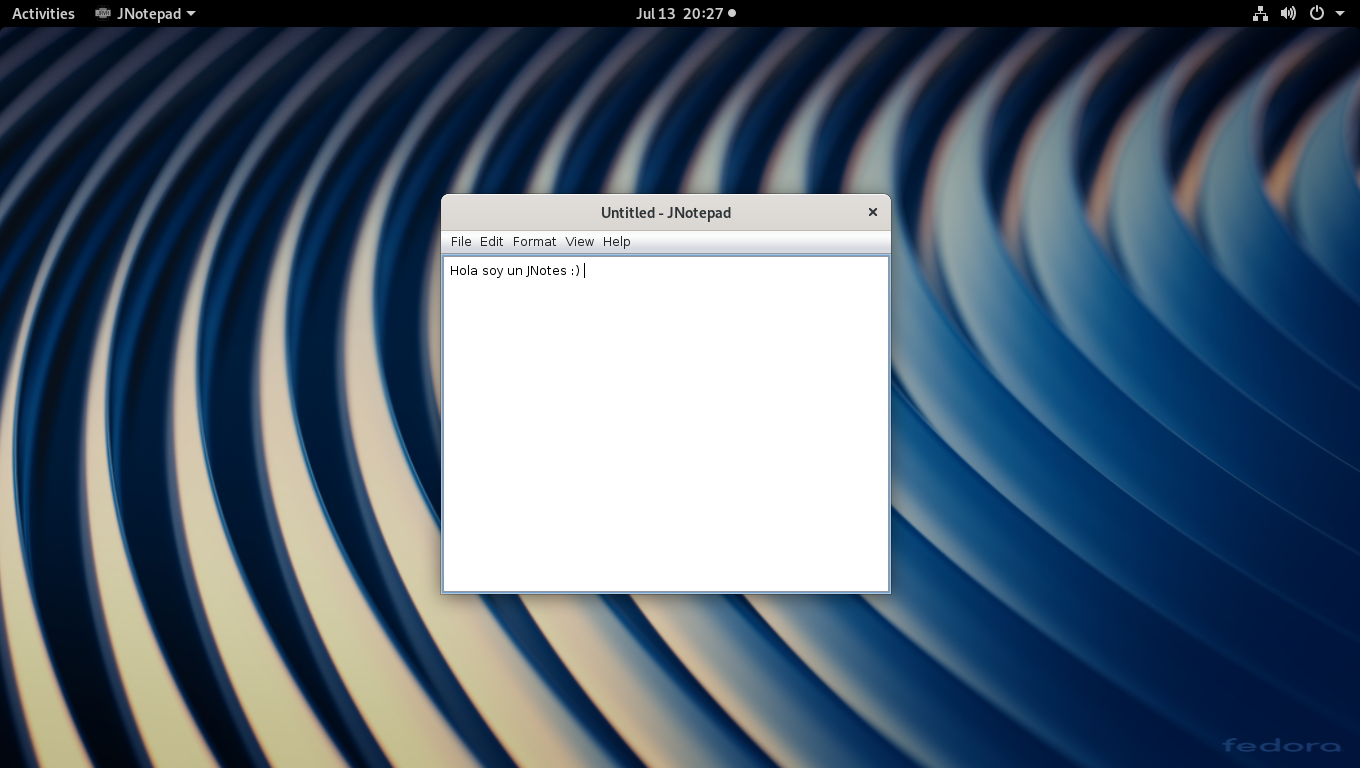 Activities JNotepad Jul 13 20:27
Untitled - JNotepad
File Edit Format View Help
Hola soy un JNotes :)
fedora